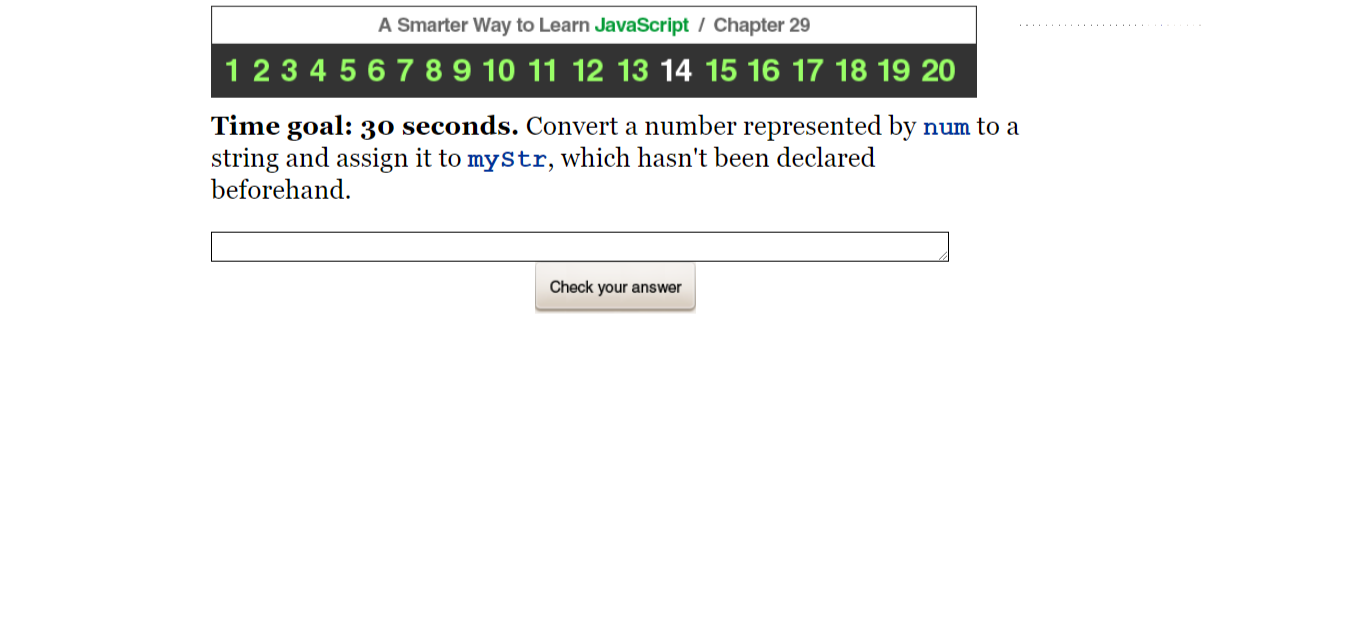 A Smarter Way to Learn JavaScript / Chapter 29
1 2 3 4 5 6 7 8 9 10 11 12 13 14 15 16 17 18 19 20
Time goal: 30 seconds. Convert a number represented by num to a
string and assign it to myStr, which hasn't been declared
beforehand.
Check your answer